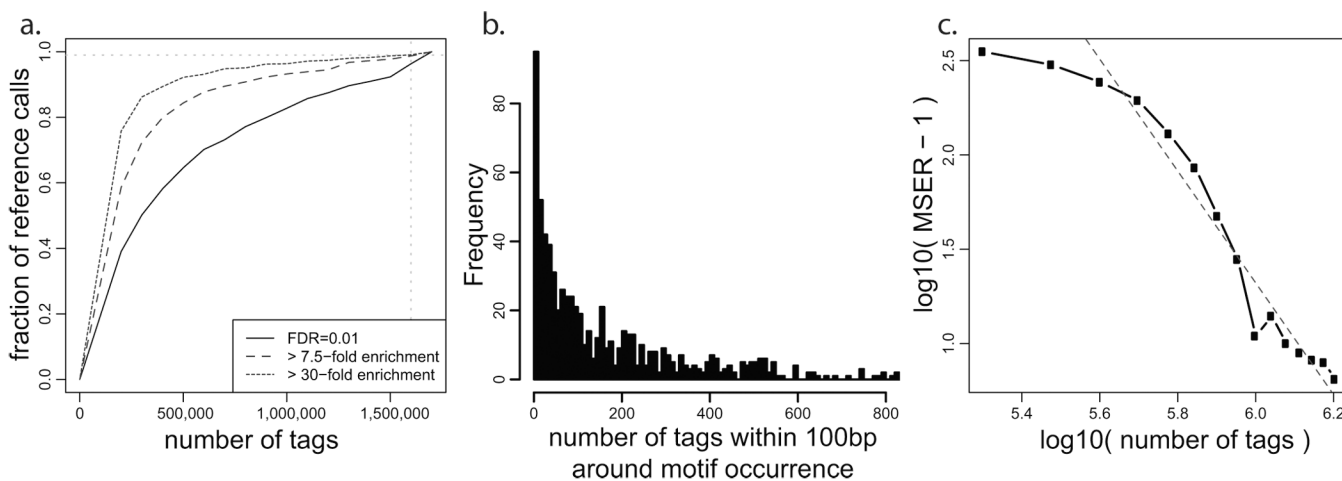 a.
fraction of reference calls
0.0 0.2 0.4 0.6 0.8 1.0
FDR=0.01
> 7.5-fold enrichment
> 30-fold enrichment
0 500,000 1,000,000 1,500,000
number of tags
b.
Frequency
0 20 40 60 80
0 200 400 600 800
number of tags within 100bp
around motif occurrence
c.
log10( MSER - 1 )
1.0 1.5 2.0 2.5
5.4 5.6 5.8 6.0 6.2
log10( number of tags )